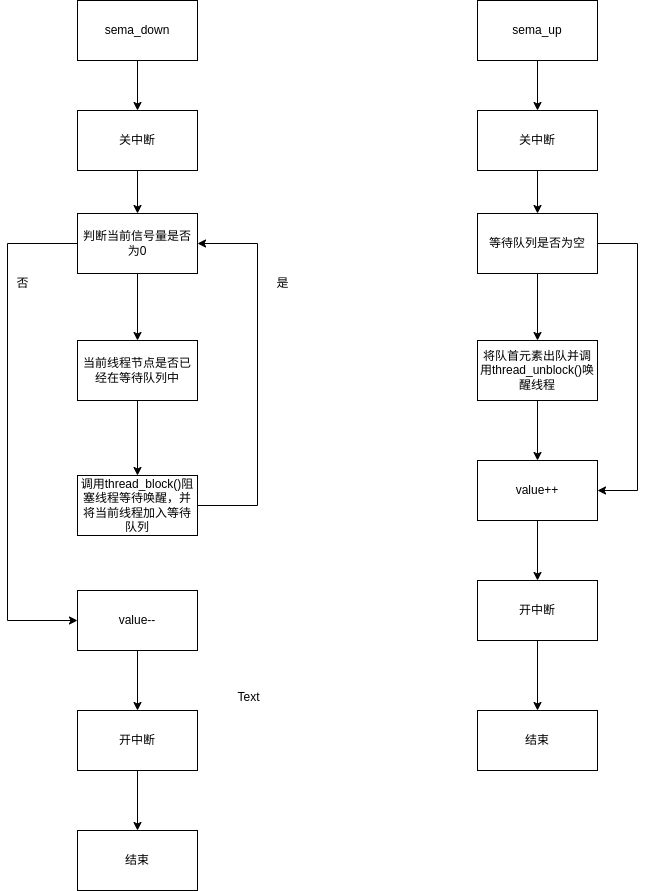 sema_down
关中断
判断当前信号量是否
为0
否
是
当前线程节点是否已
经在等待队列中
调用thread_block()阻
塞线程等待唤醒，并
将当前线程加入等待
队列
value--
Text
开中断
结束
sema_up
关中断
等待队列是否为空
将队首元素出队并调
用thread_unblock()唤
醒线程
value++
开中断
结束